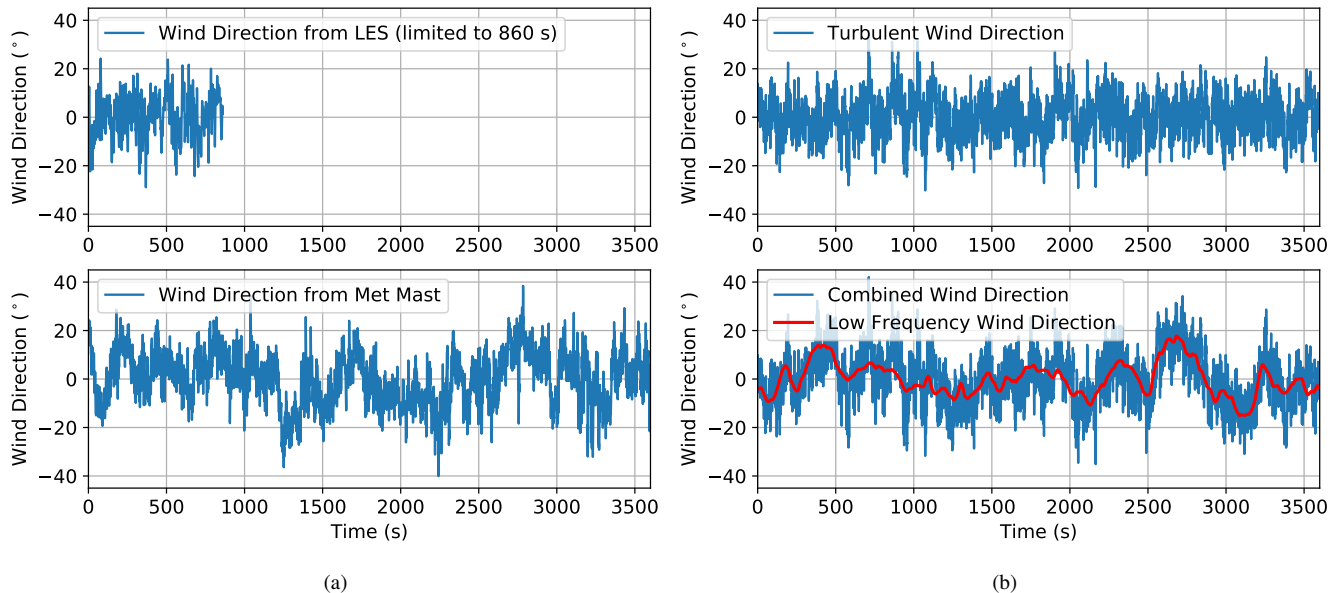 Wind Direction (°)
40
20
0
−20
−40
Wind Direction from LES (limited to 860 s)
0 500 1000 1500 2000 2500 3000 3500
Wind Direction (°)
40
20
0
−20
−40
Wind Direction from Met Mast
0 500 1000 1500 2000 2500 3000 3500
Time (s)
(a)
Wind Direction (°)
40
20
0
−20
−40
Turbulent Wind Direction
0 500 1000 1500 2000 2500 3000 3500
Wind Direction (°)
40
20
0
−20
−40
Combined Wind Direction
Low Frequency Wind Direction
0 500 1000 1500 2000 2500 3000 3500
Time (s)
(b)